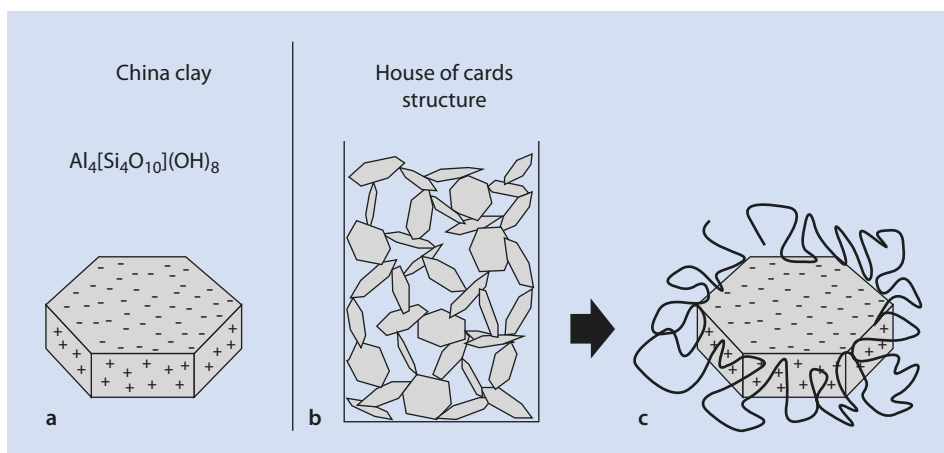 China clay
Al₄[Si₄O₁₀](OH)₈
a
House of cards
structure
b
c